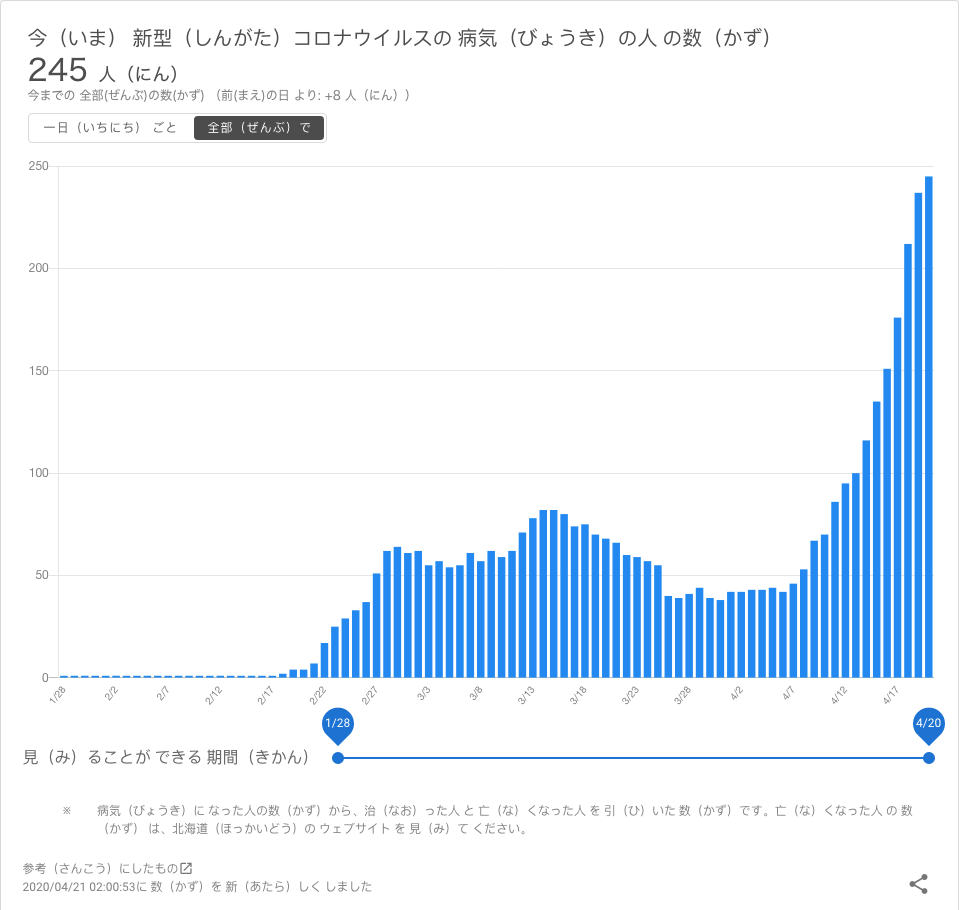 今（いま） 新型（しんがた）コロナウイルスの 病気（びょうき）の人 の数（かず）
245 人（にん）
今までの 全部(ぜんぶ)の数(かず) （前(まえ)の日 より: +8 人（にん））
一日（いちにち） ごと 全部（ぜんぶ）で
250
200
150
100
50
0
1/28 2/2 2/7 2/12 2/17 2/22 2/27 3/3 3/8 3/13 3/18 3/23 3/28 4/2 4/7 4/12 4/17
1/28 4/20
見（み）ることが できる 期間（きかん）
※ 病気（びょうき）に なった人の数（かず）から、治（なお）った人 と 亡（な）くなった人 を 引（ひ）いた 数（かず）です。亡（な）くなった人 の 数
（かず） は、北海道（ほっかいどう）の ウェブサイト を 見（み）て ください。
参考（さんこう）にしたもの
2020/04/21 02:00:53に 数（かず）を 新（あたら）しく しました